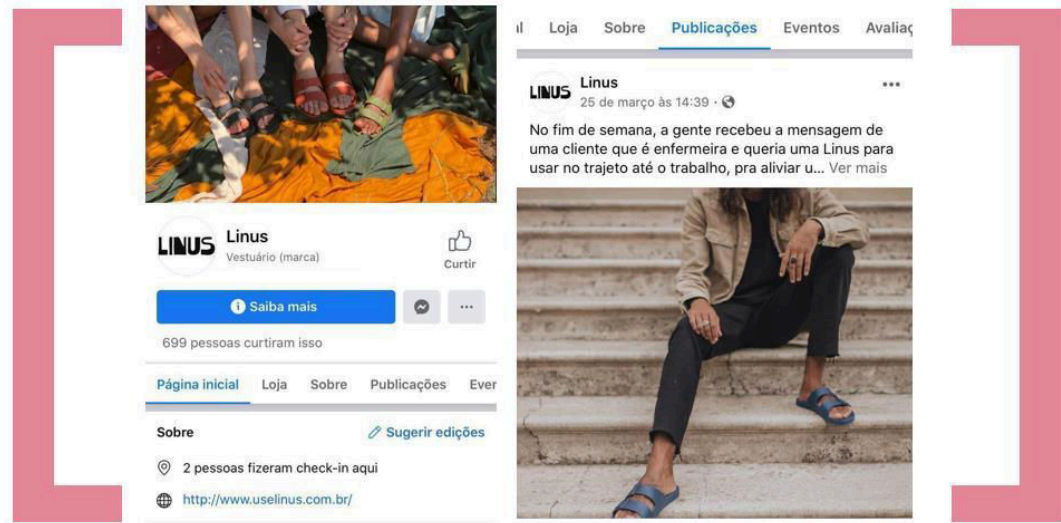 LINUS
Linus
Vestuário (marca)
Curtir
Saiba mais
699 pessoas curtiram isso
Página inicial Loja Sobre Publicações Ever
Sobre
Sugerir edições
2 pessoas fizeram check-in aqui
http://www.uselinus.com.br/
l Loja Sobre Publicações Eventos Avaliaç
LINUS
Linus
25 de março às 14:39 ·
No fim de semana, a gente recebeu a mensagem de
uma cliente que é enfermeira e queria uma Linus para
usar no trajeto até o trabalho, pra aliviar u... Ver mais